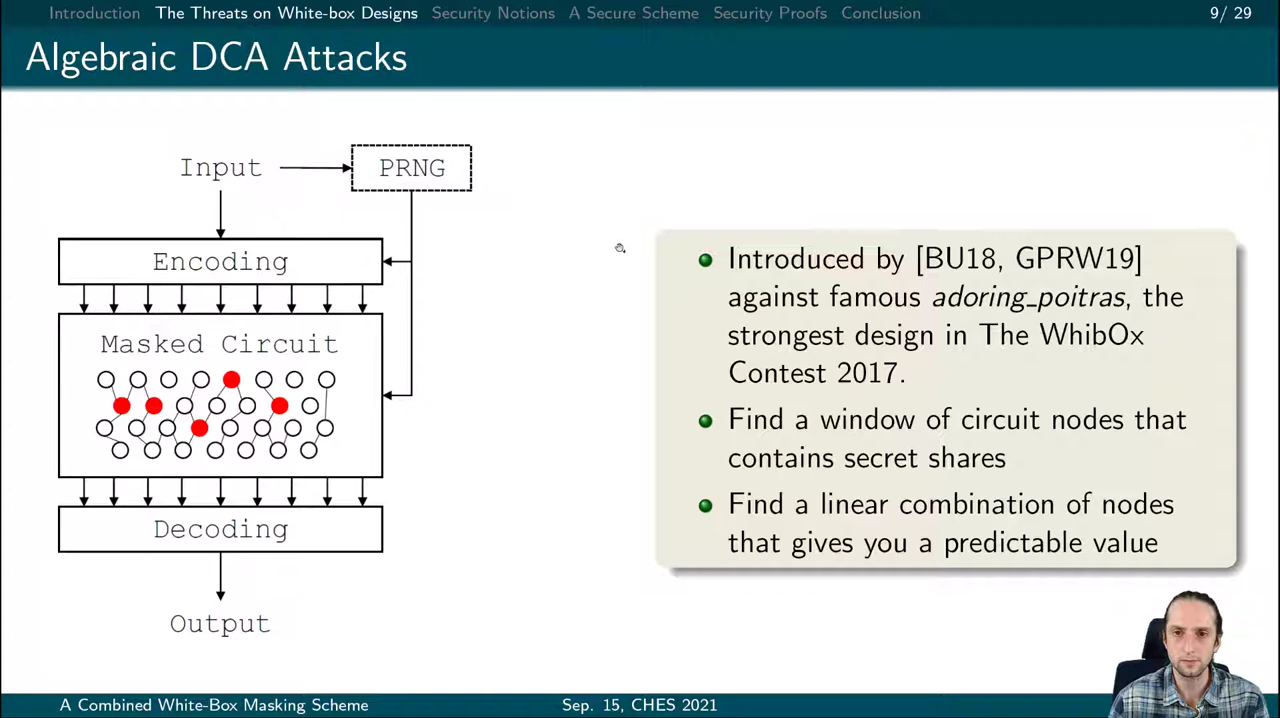 Introduction The Threats on White-box Designs Security Notions A Secure Scheme Security Proofs Conclusion 9/ 29
Algebraic DCA Attacks
Input
PRNG
Encoding
Masked Circuit
Decoding
Output
Introduced by [BU18, GPRW19]
against famous adoring_poitras, the
strongest design in The WhibOx
Contest 2017.
Find a window of circuit nodes that
contains secret shares
Find a linear combination of nodes
that gives you a predictable value
A Combined White-Box Masking Scheme Sep. 15, CHES 2021